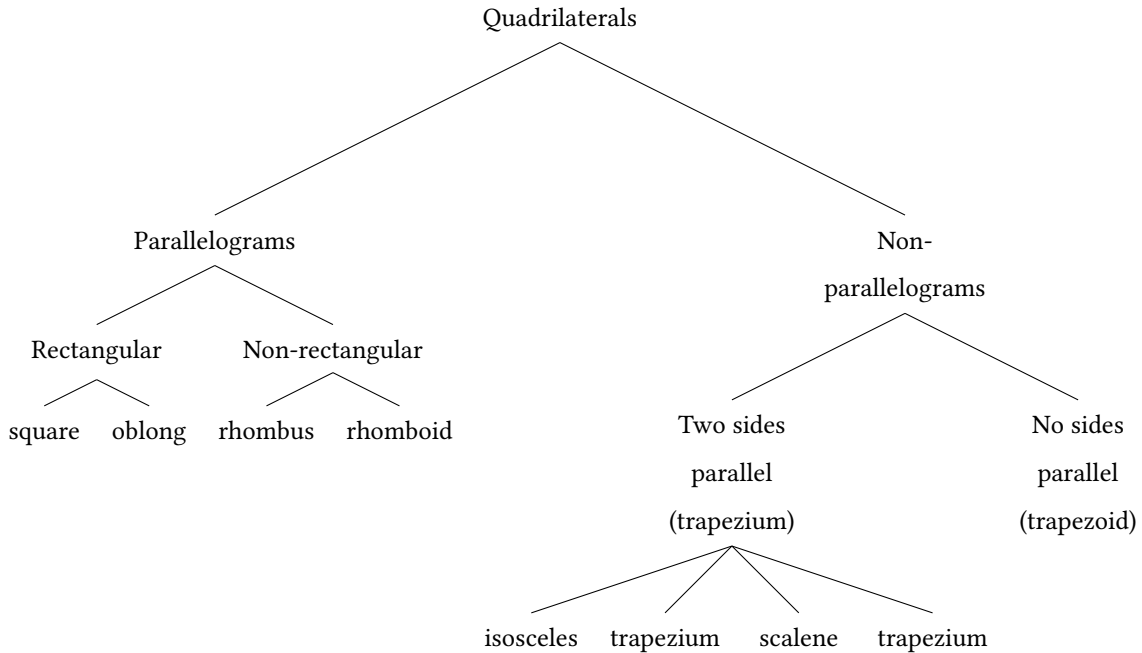 Quadrilaterals
Parallelograms
Non-
parallelograms
Rectangular
Non-rectangular
square
oblong
rhombus
rhomboid
Two sides
parallel
(trapezium)
No sides
parallel
(trapezoid)
isosceles
trapezium
scalene
trapezium